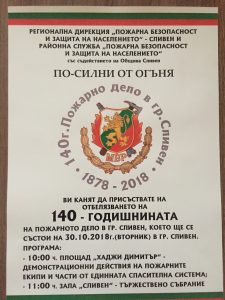 РЕГИОНАЛНА ДИРЕКЦИЯ „ПОЖАРНА БЕЗОПАСНОСТ
И ЗАЩИТА НА НАСЕЛЕНИЕТО" - СЛИВЕН И
РАЙОННА СЛУЖБА „ПОЖАРНА БЕЗОПАСНОСТ
И ЗАЩИТА НА НАСЕЛЕНИЕТО"
със съдействието на Община Сливен
ПО-СИЛНИ ОТ ОГЪНЯ
140г. Пожарно депо в гр.Сливен
МВР
· 1878 - 2018 ·
ВИ КАНЯТ ДА ПРИСЪСТВАТЕ НА
ОТБЕЛЯЗВАНЕТО НА
140 - ГОДИШНИНАТА
НА ПОЖАРНОТО ДЕЛО В ГР. СЛИВЕН, КОЕТО ЩЕ СЕ
СЪСТОИ НА 30.10.2018г.(ВТОРНИК) В ГР. СЛИВЕН.
ПРОГРАМА:
- 10:00 ч. ПЛОЩАД „ХАДЖИ ДИМИТЪР" -
ДЕМОНСТРАЦИОННИ ДЕЙСТВИЯ НА ПОЖАРНИТЕ
ЕКИПИ И ЧАСТИ ОТ ЕДИННАТА СПАСИТЕЛНА СИСТЕМА;
- 11:00 ч. ЗАЛА „СЛИВЕН" - ТЪРЖЕСТВЕНО СЪБРАНИЕ